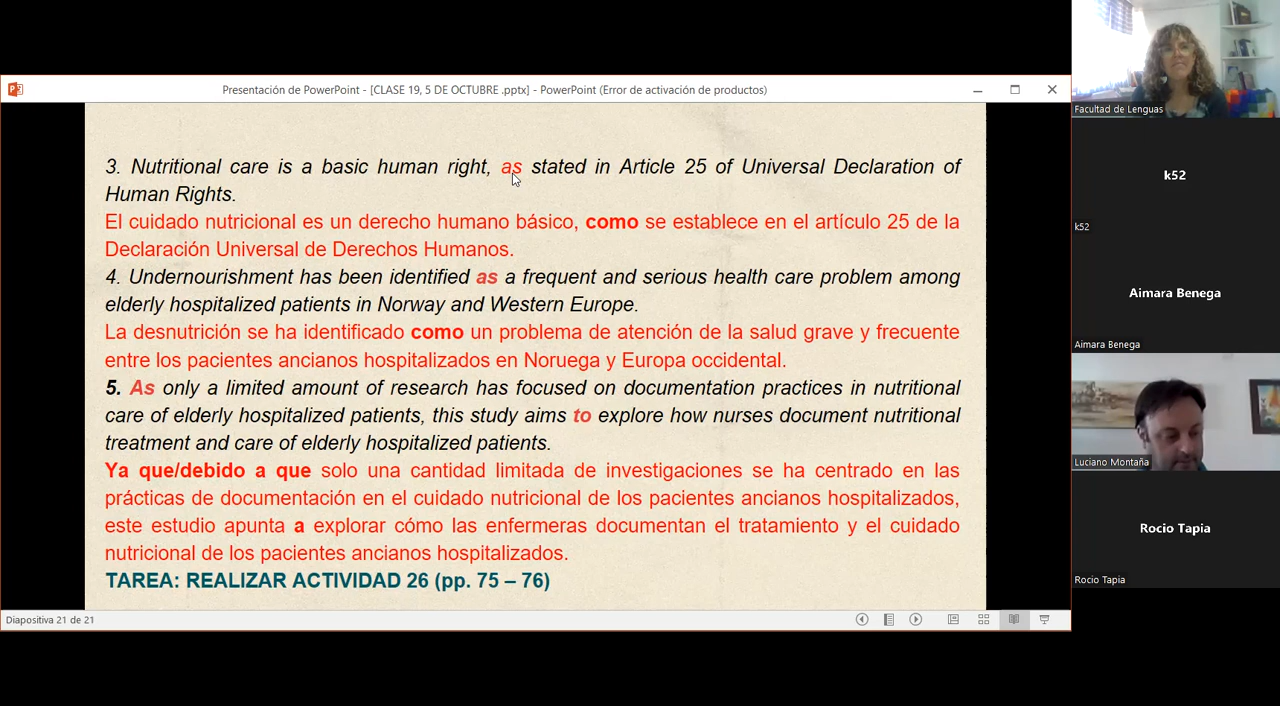 Presentación de PowerPoint - [CLASE 19, 5 DE OCTUBRE .pptx] - PowerPoint (Error de activación de productos)
3. Nutritional care is a basic human right, as stated in Article 25 of Universal Declaration of
Human Rights.
El cuidado nutricional es un derecho humano básico, como se establece en el artículo 25 de la
Declaración Universal de Derechos Humanos.
4. Undernourishment has been identified as a frequent and serious health care problem among
elderly hospitalized patients in Norway and Western Europe.
La desnutrición se ha identificado como un problema de atención de la salud grave y frecuente
entre los pacientes ancianos hospitalizados en Noruega y Europa occidental.
5. As only a limited amount of research has focused on documentation practices in nutritional
care of elderly hospitalized patients, this study aims to explore how nurses document nutritional
treatment and care of elderly hospitalized patients.
Ya que/debido a que solo una cantidad limitada de investigaciones se ha centrado en las
prácticas de documentación en el cuidado nutricional de los pacientes ancianos hospitalizados,
este estudio apunta a explorar cómo las enfermeras documentan el tratamiento y el cuidado
nutricional de los pacientes ancianos hospitalizados.
TAREA: REALIZAR ACTIVIDAD 26 (pp. 75 – 76)
Diapositiva 21 de 21
Facultad de Lenguas
k52
k52
Aimara Benega
Aimara Benega
Luciano Montaña
Rocio Tapia
Rocio Tapia